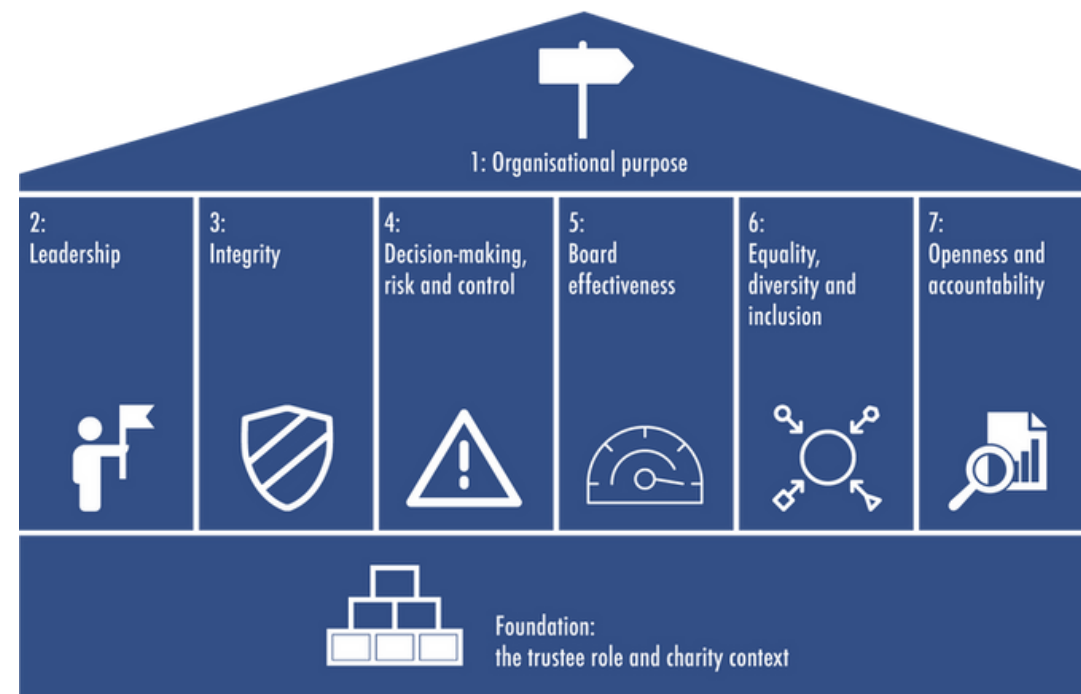 1: Organisational purpose
2:
Leadership
3:
Integrity
4:
Decision-making,
risk and control
5:
Board
effectiveness
6:
Equality,
diversity and
inclusion
7:
Openness and
accountability
Foundation:
the trustee role and charity context